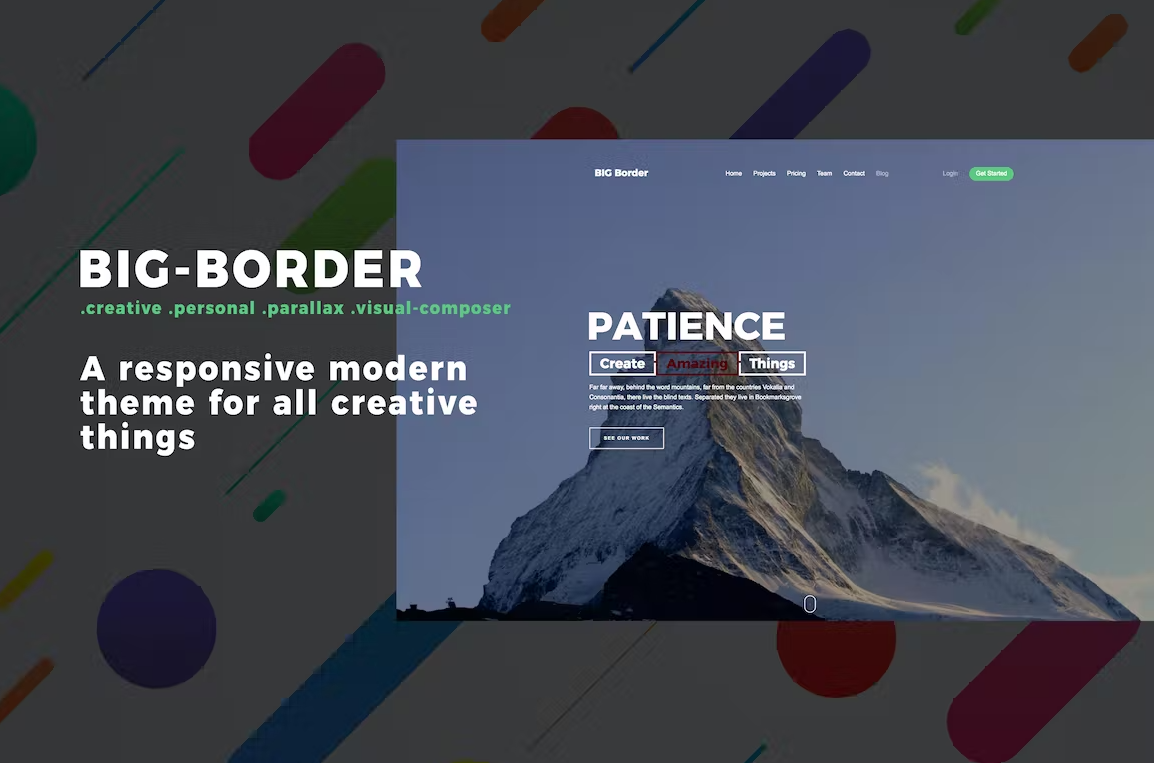 BIG Border
Home Projects Pricing Team Contact Blog
Login Get Started
BIG-BORDER
.creative .personal .parallax .visual-composer
A responsive modern
theme for all creative
things
PATIENCE
Create Amazing Things
Far far away, behind the word mountains, far from the countries Vokalia and
Consonantia, there live the blind texts. Separated they live in Bookmarksgrove
right at the coast of the Semantics.
SEE OUR WORK